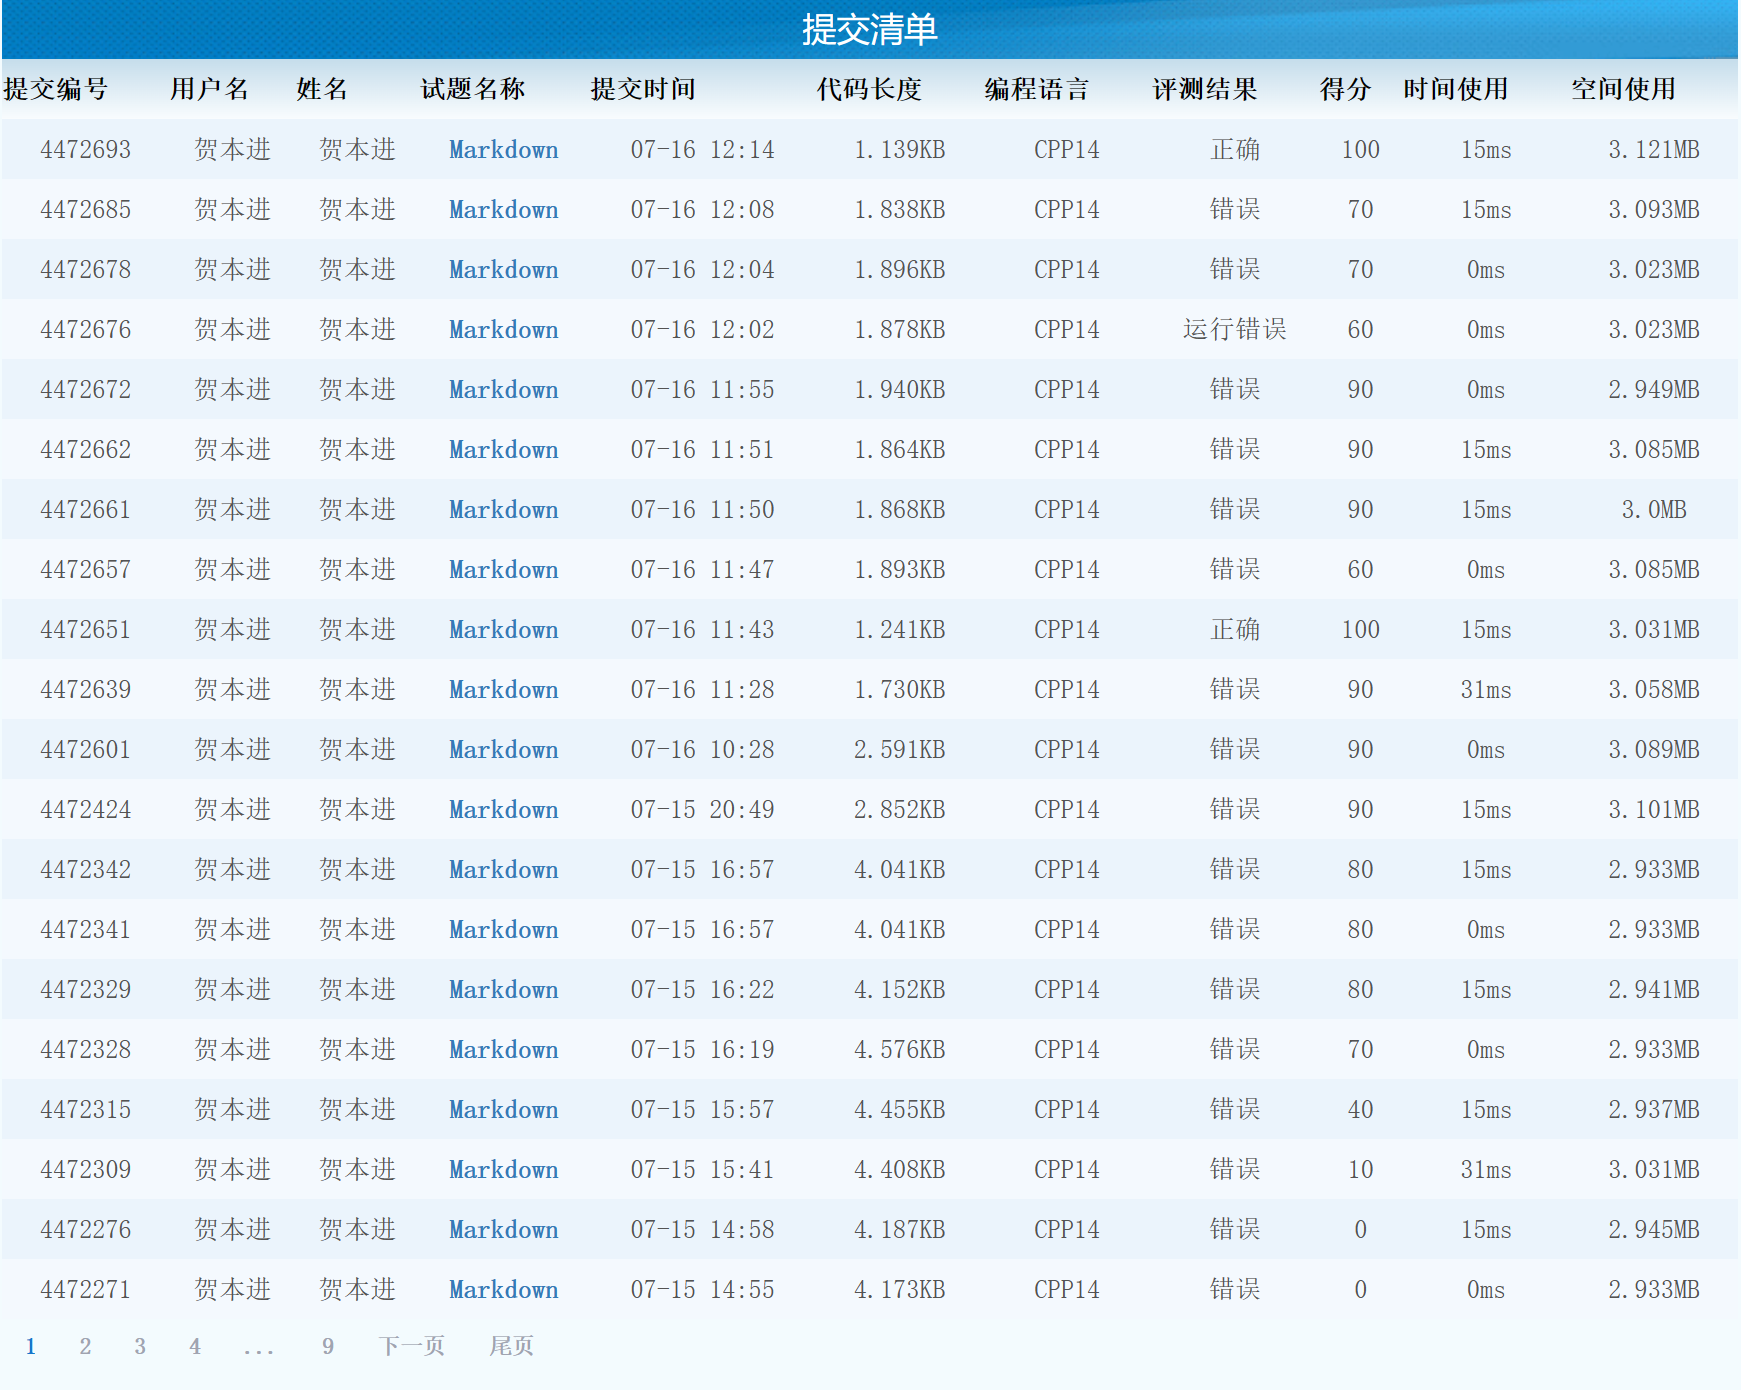 提交清单
提交编号 用户名 姓名 试题名称 提交时间 代码长度 编程语言 评测结果 得分 时间使用 空间使用
4472693 贺本进 贺本进 Markdown 07-16 12:14 1.139KB CPP14 正确 100 15ms 3.121MB
4472685 贺本进 贺本进 Markdown 07-16 12:08 1.838KB CPP14 错误 70 15ms 3.093MB
4472678 贺本进 贺本进 Markdown 07-16 12:04 1.896KB CPP14 错误 70 0ms 3.023MB
4472676 贺本进 贺本进 Markdown 07-16 12:02 1.878KB CPP14 运行错误 60 0ms 3.023MB
4472672 贺本进 贺本进 Markdown 07-16 11:55 1.940KB CPP14 错误 90 0ms 2.949MB
4472662 贺本进 贺本进 Markdown 07-16 11:51 1.864KB CPP14 错误 90 15ms 3.085MB
4472661 贺本进 贺本进 Markdown 07-16 11:50 1.868KB CPP14 错误 90 15ms 3.0MB
4472657 贺本进 贺本进 Markdown 07-16 11:47 1.893KB CPP14 错误 60 0ms 3.085MB
4472651 贺本进 贺本进 Markdown 07-16 11:43 1.241KB CPP14 正确 100 15ms 3.031MB
4472639 贺本进 贺本进 Markdown 07-16 11:28 1.730KB CPP14 错误 90 31ms 3.058MB
4472601 贺本进 贺本进 Markdown 07-16 10:28 2.591KB CPP14 错误 90 0ms 3.089MB
4472424 贺本进 贺本进 Markdown 07-15 20:49 2.852KB CPP14 错误 90 15ms 3.101MB
4472342 贺本进 贺本进 Markdown 07-15 16:57 4.041KB CPP14 错误 80 15ms 2.933MB
4472341 贺本进 贺本进 Markdown 07-15 16:57 4.041KB CPP14 错误 80 0ms 2.933MB
4472329 贺本进 贺本进 Markdown 07-15 16:22 4.152KB CPP14 错误 80 15ms 2.941MB
4472328 贺本进 贺本进 Markdown 07-15 16:19 4.576KB CPP14 错误 70 0ms 2.933MB
4472315 贺本进 贺本进 Markdown 07-15 15:57 4.455KB CPP14 错误 40 15ms 2.937MB
4472309 贺本进 贺本进 Markdown 07-15 15:41 4.408KB CPP14 错误 10 31ms 3.031MB
4472276 贺本进 贺本进 Markdown 07-15 14:58 4.187KB CPP14 错误 0 15ms 2.945MB
4472271 贺本进 贺本进 Markdown 07-15 14:55 4.173KB CPP14 错误 0 0ms 2.933MB
1 2 3 4 ... 9 下一页 尾页